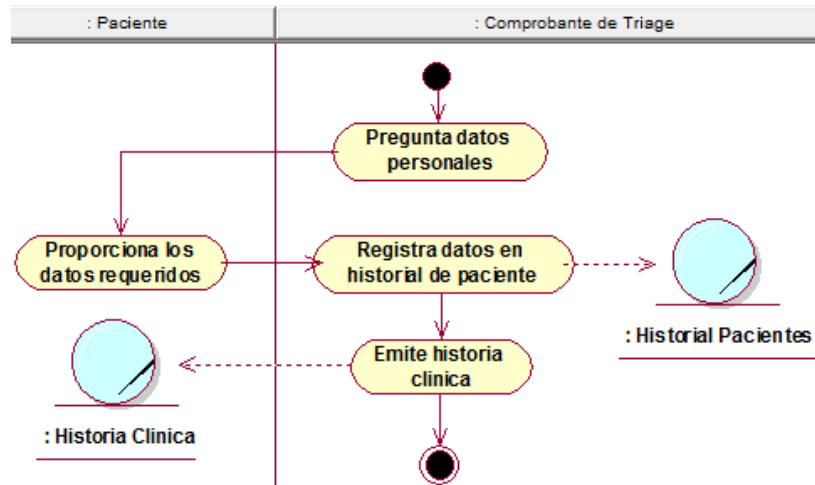 : Paciente
: Comprobante de Triage
Pregunta datos
personales
Proporciona los
datos requeridos
Registra datos en
historial de paciente
: Historial Pacientes
Emite historia
clinica
: Historia Clinica